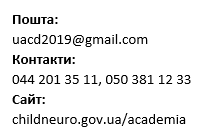 Пошта:
uacd2019@gmail.com
Контакти:
044 201 35 11, 050 381 12 33
Сайт:
childneuro.gov.ua/academia